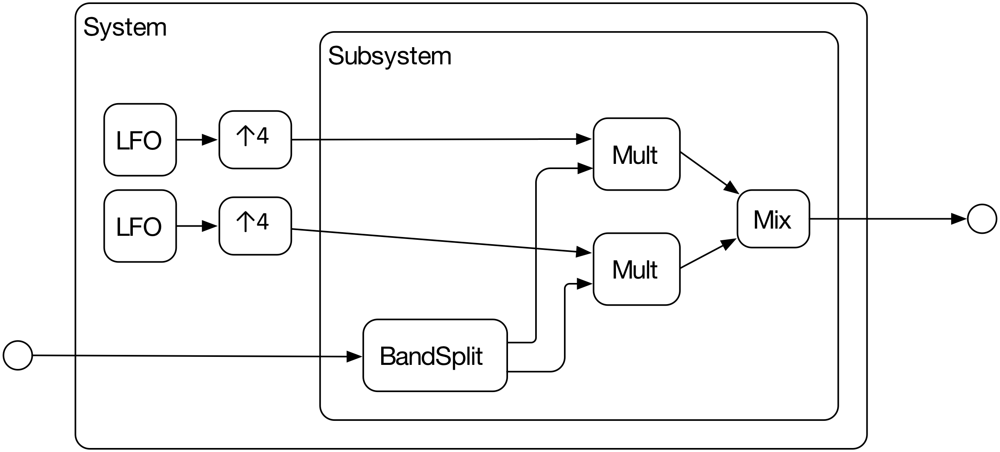 System
Subsystem
LFO
↑4
Mult
LFO
↑4
Mix
Mult
BandSplit